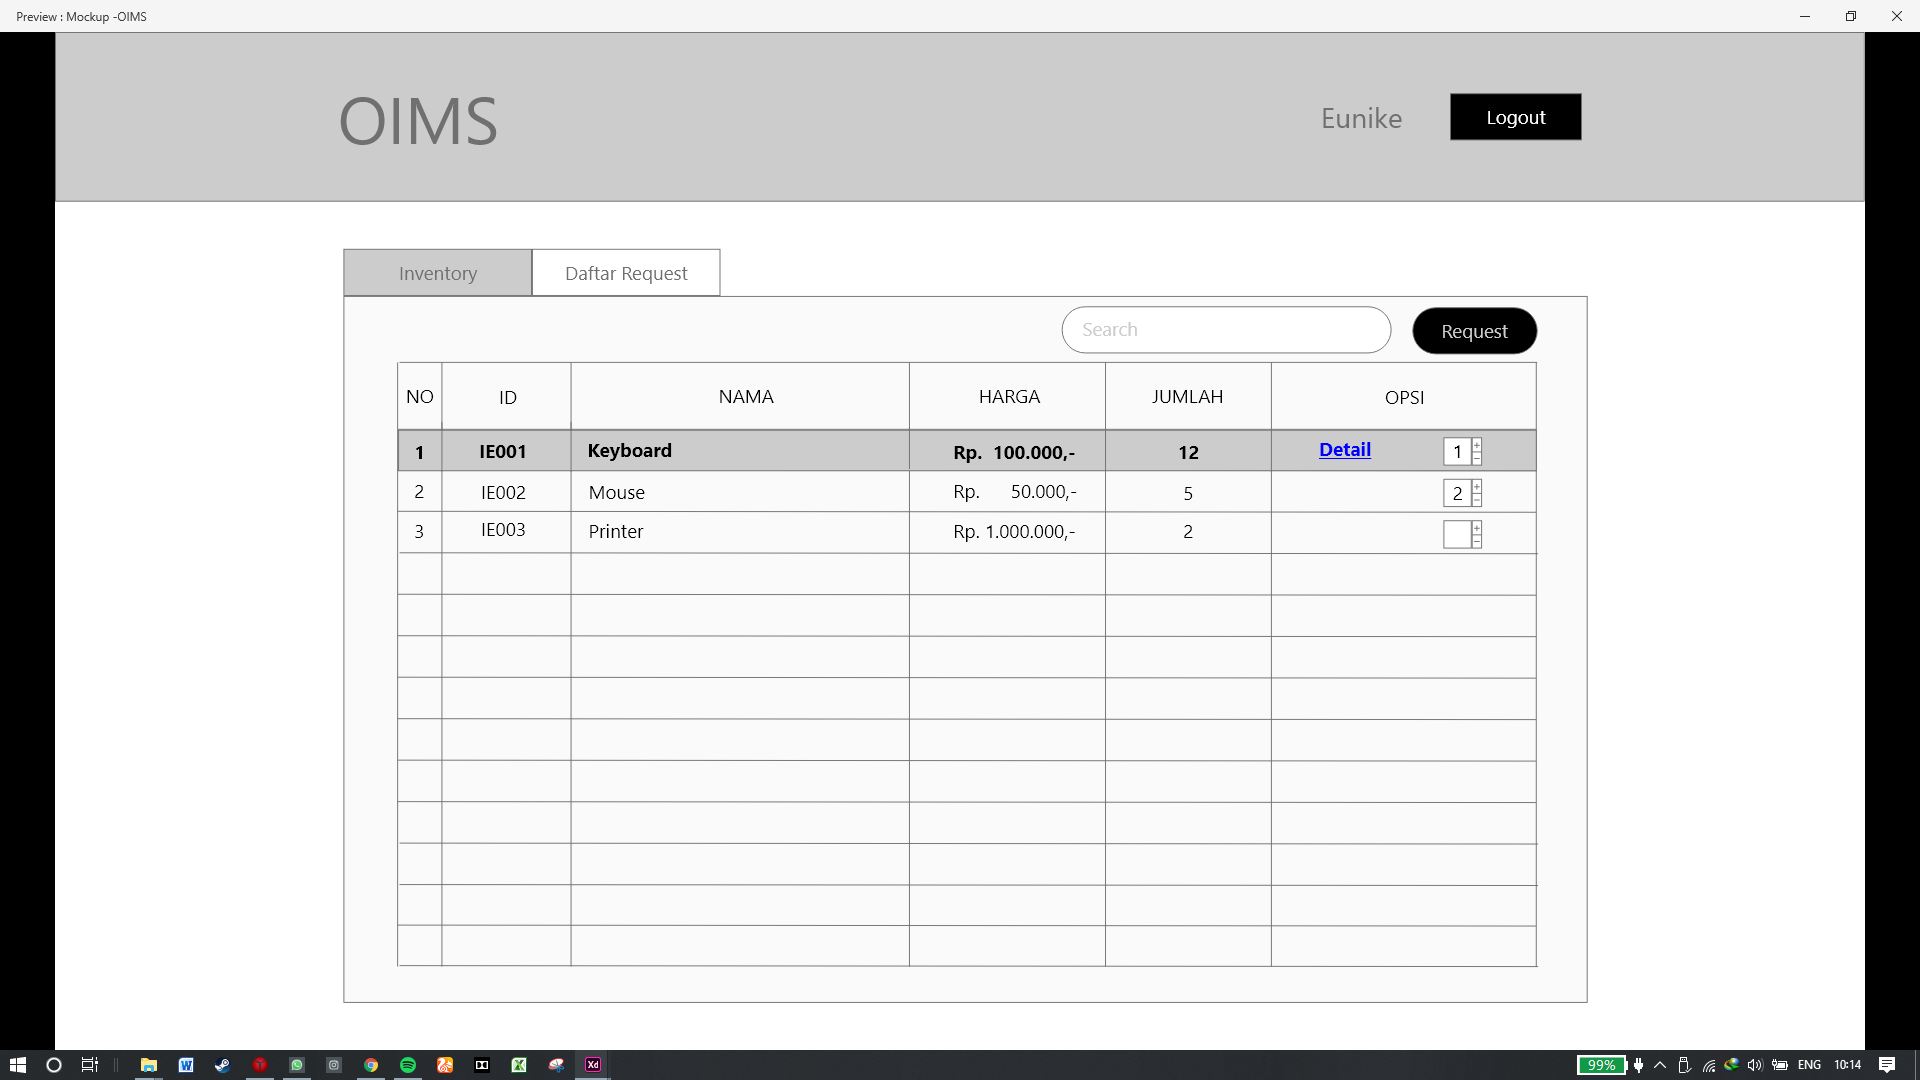 Preview : Mockup -OIMS
OIMS
Eunike
Logout
Inventory
Daftar Request
Search
Request
NO ID NAMA HARGA JUMLAH OPSI
1 IE001 Keyboard Rp. 100.000,- 12 Detail 1 + −
2 IE002 Mouse Rp. 50.000,- 5 2 + −
3 IE003 Printer Rp. 1.000.000,- 2 + −
99% ENG 10:14